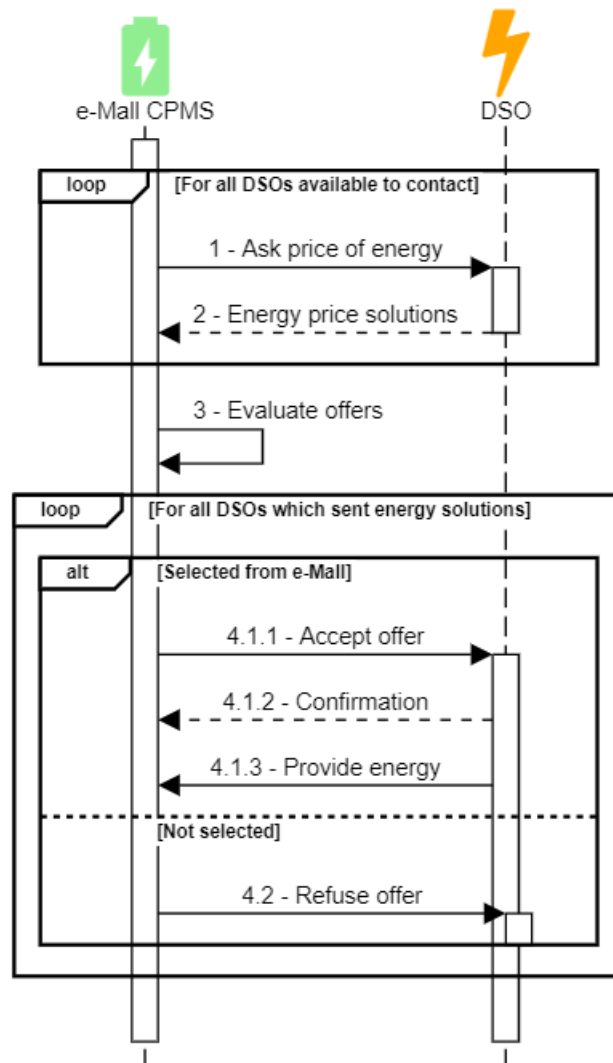 e-Mall CPMS
DSO
loop
[For all DSOs available to contact]
1 - Ask price of energy
2 - Energy price solutions
3 - Evaluate offers
loop
[For all DSOs which sent energy solutions]
alt
[Selected from e-Mall]
4.1.1 - Accept offer
4.1.2 - Confirmation
4.1.3 - Provide energy
[Not selected]
4.2 - Refuse offer